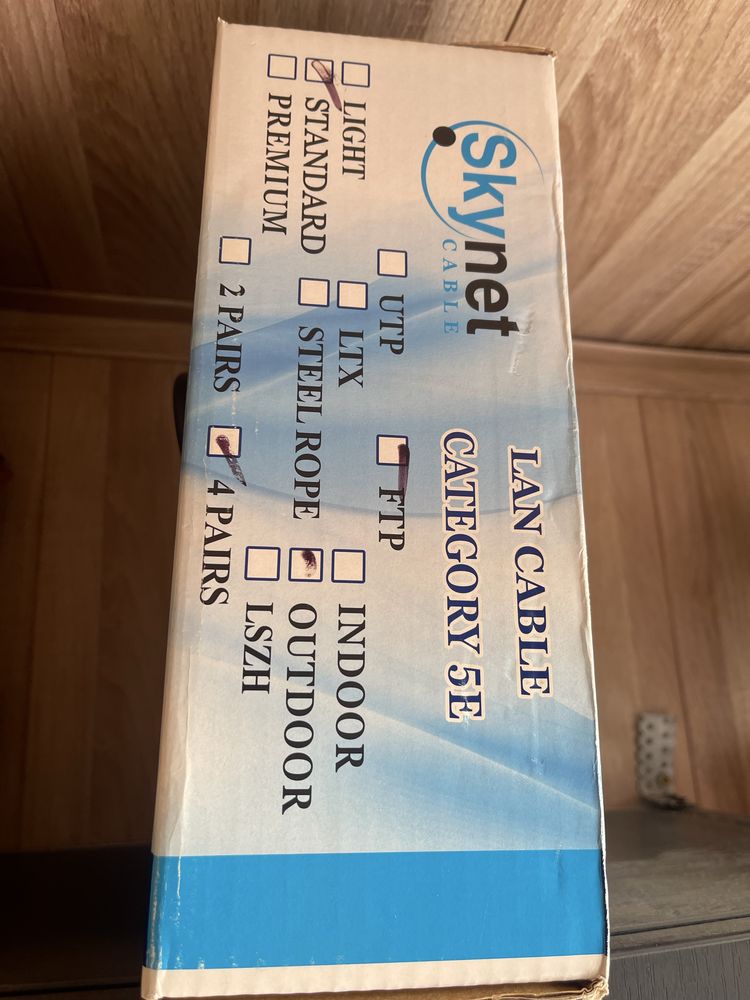 Skynet
CABLE
LAN CABLE
CATEGORY 5E
UTP
FTP
LIGHT
STANDARD
PREMIUM
LTX
STEEL ROPE
INDOOR
OUTDOOR
LSZH
2 PAIRS
4 PAIRS